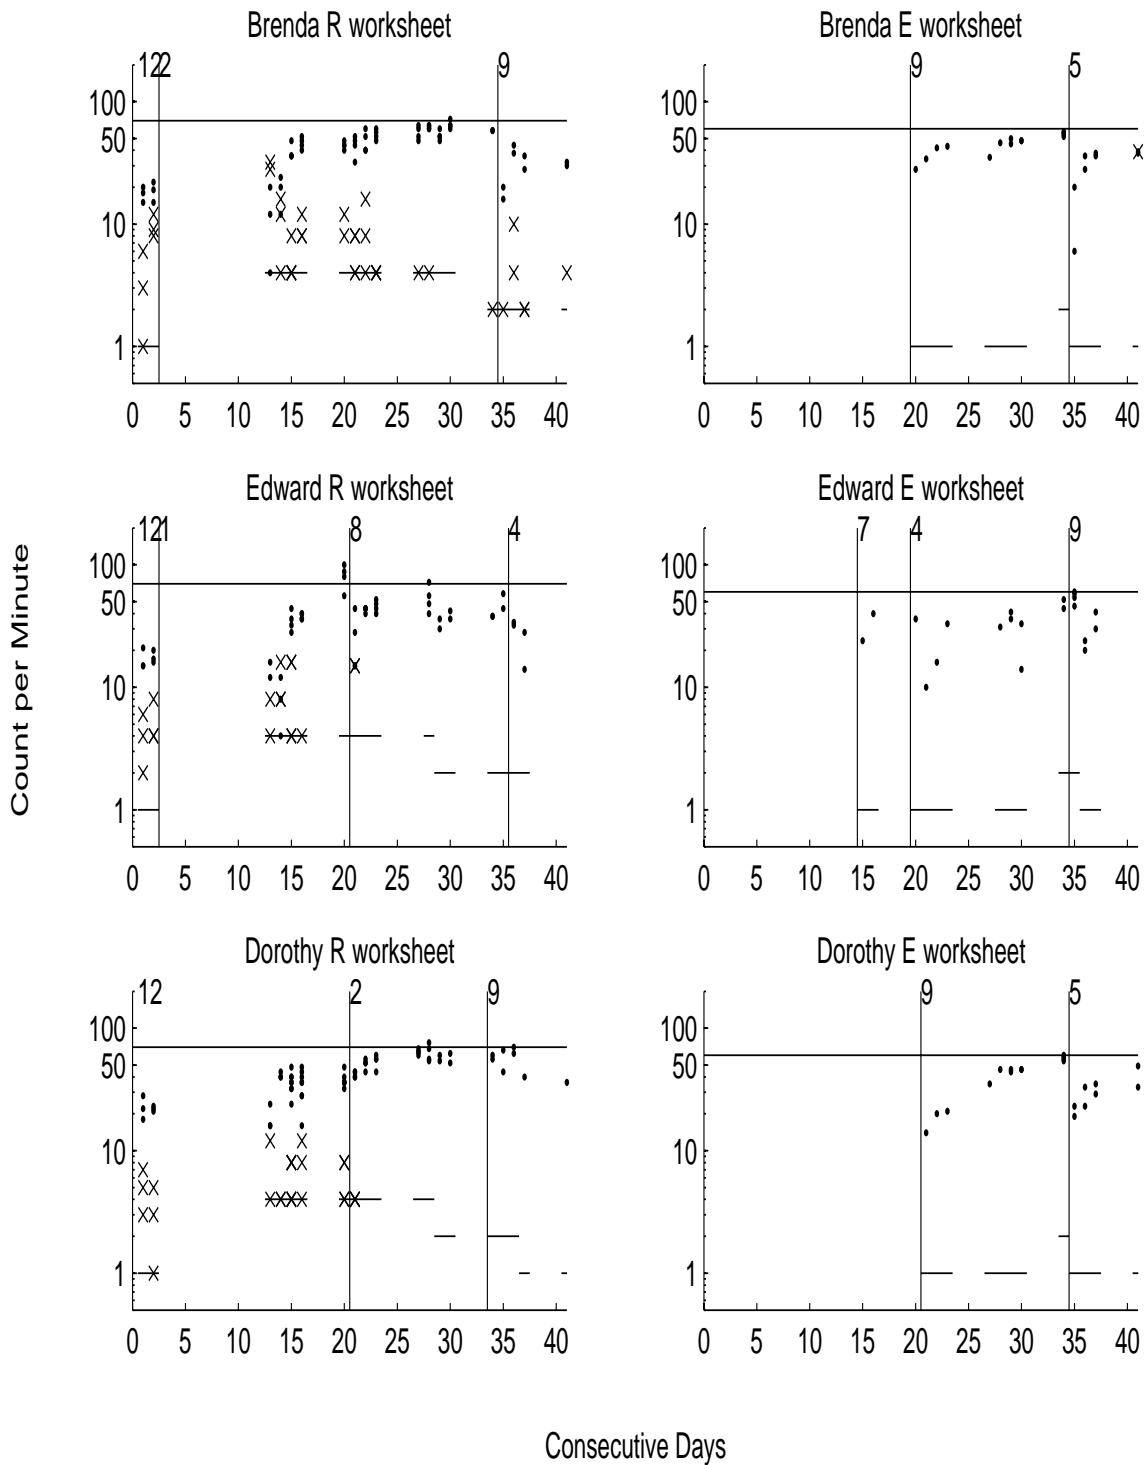 Brenda R worksheet
12 2 9
100
50
10
1
0 5 10 15 20 25 30 35 40
Brenda E worksheet
9 5
100
50
10
1
0 5 10 15 20 25 30 35 40
Count per Minute
Edward R worksheet
12 1 8 4
100
50
10
1
0 5 10 15 20 25 30 35 40
Edward E worksheet
7 4 9
100
50
10
1
0 5 10 15 20 25 30 35 40
Dorothy R worksheet
12 2 9
100
50
10
1
0 5 10 15 20 25 30 35 40
Dorothy E worksheet
9 5
100
50
10
1
0 5 10 15 20 25 30 35 40
Consecutive Days